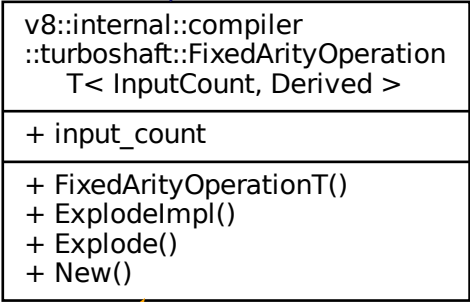 v8::internal::compiler
::turboshaft::FixedArityOperation
T< InputCount, Derived >
+ input_count
+ FixedArityOperationT()
+ ExplodeImpl()
+ Explode()
+ New()